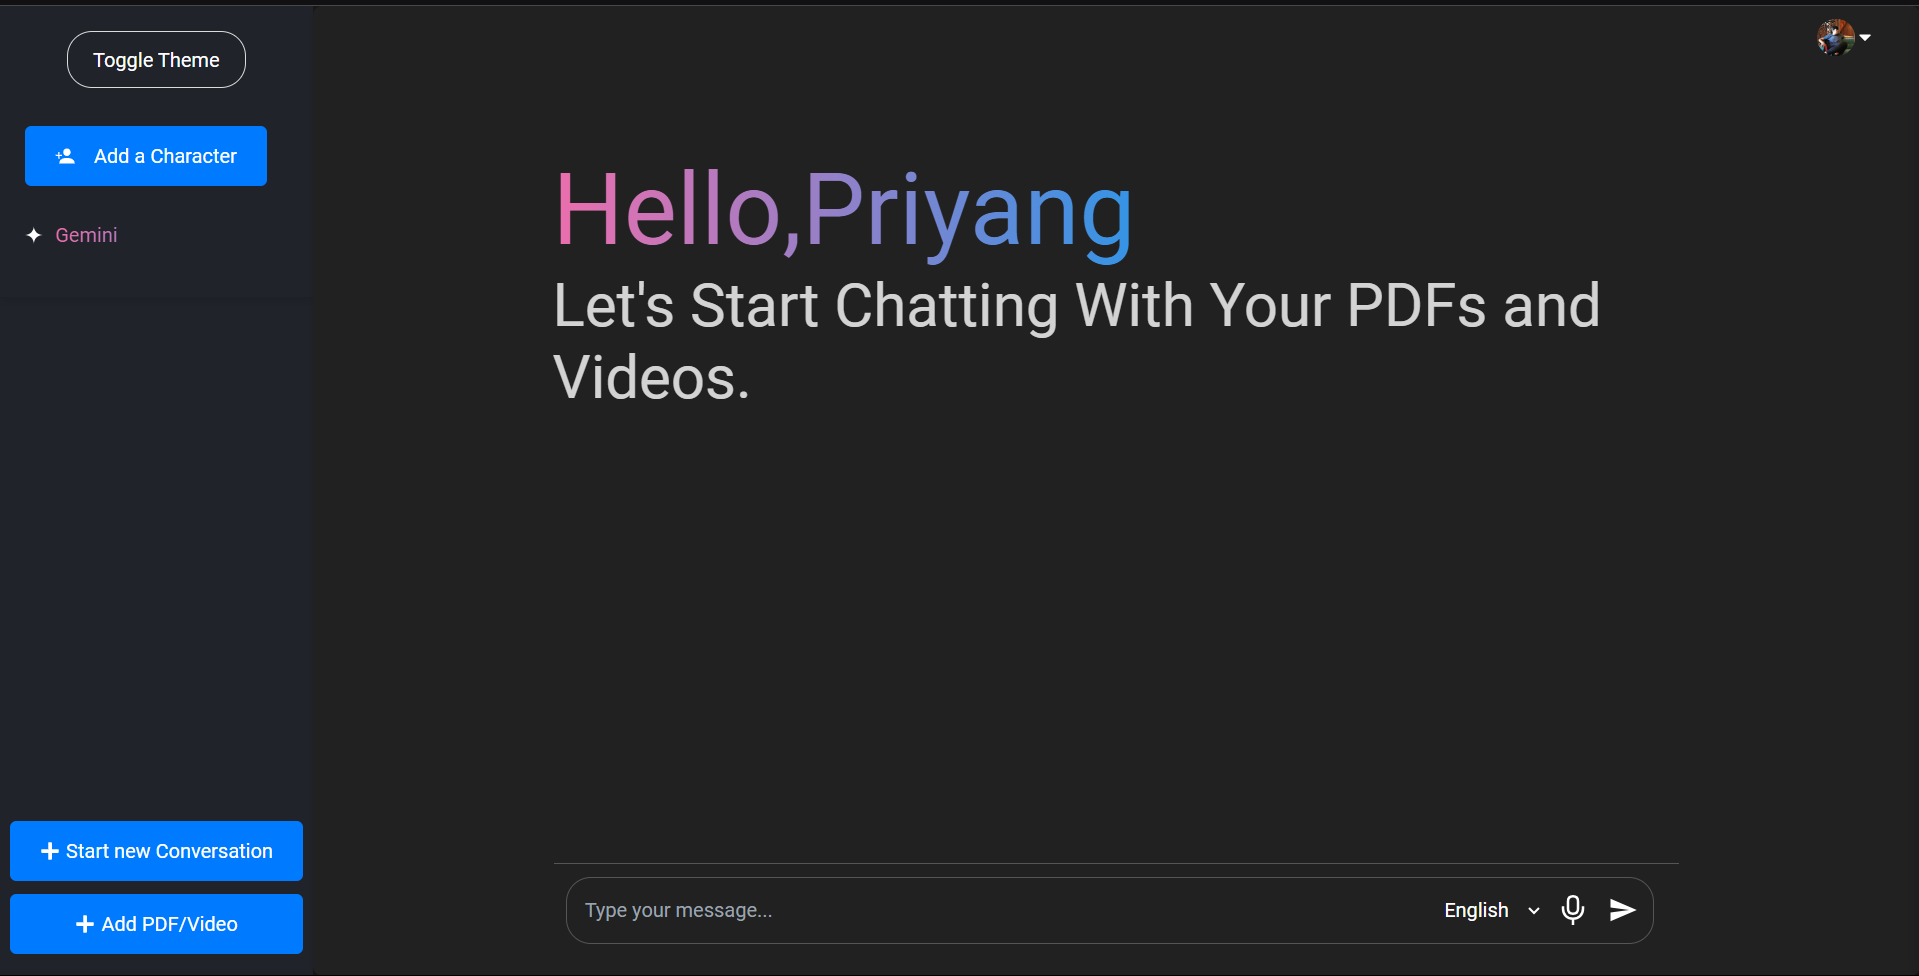 Toggle Theme
Add a Character
Gemini
Start new Conversation
Add PDF/Video
Hello,Priyang
Let's Start Chatting With Your PDFs and
Videos.
Type your message...
English